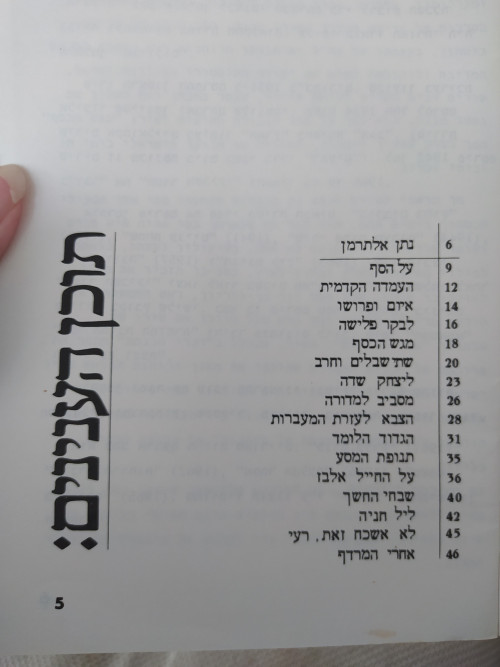 תוכן הענינים:
6 נתן אלתרמן
9 על הסף
12 העמדה הקדמית
14 איום ופרושו
16 לבקר פלישה
18 מגש הכסף
20 שתי שבלים וחרב
23 ליצחק שדה
26 מסביב למדורה
28 הצבא לעזרת המעברות
31 הגדוד הלומד
35 תנופת המסע
36 על החייל אלבז
40 שבחי החשך
42 ליל חניה
45 לא אשכח זאת, רעי
46 אחרי המרדף
5